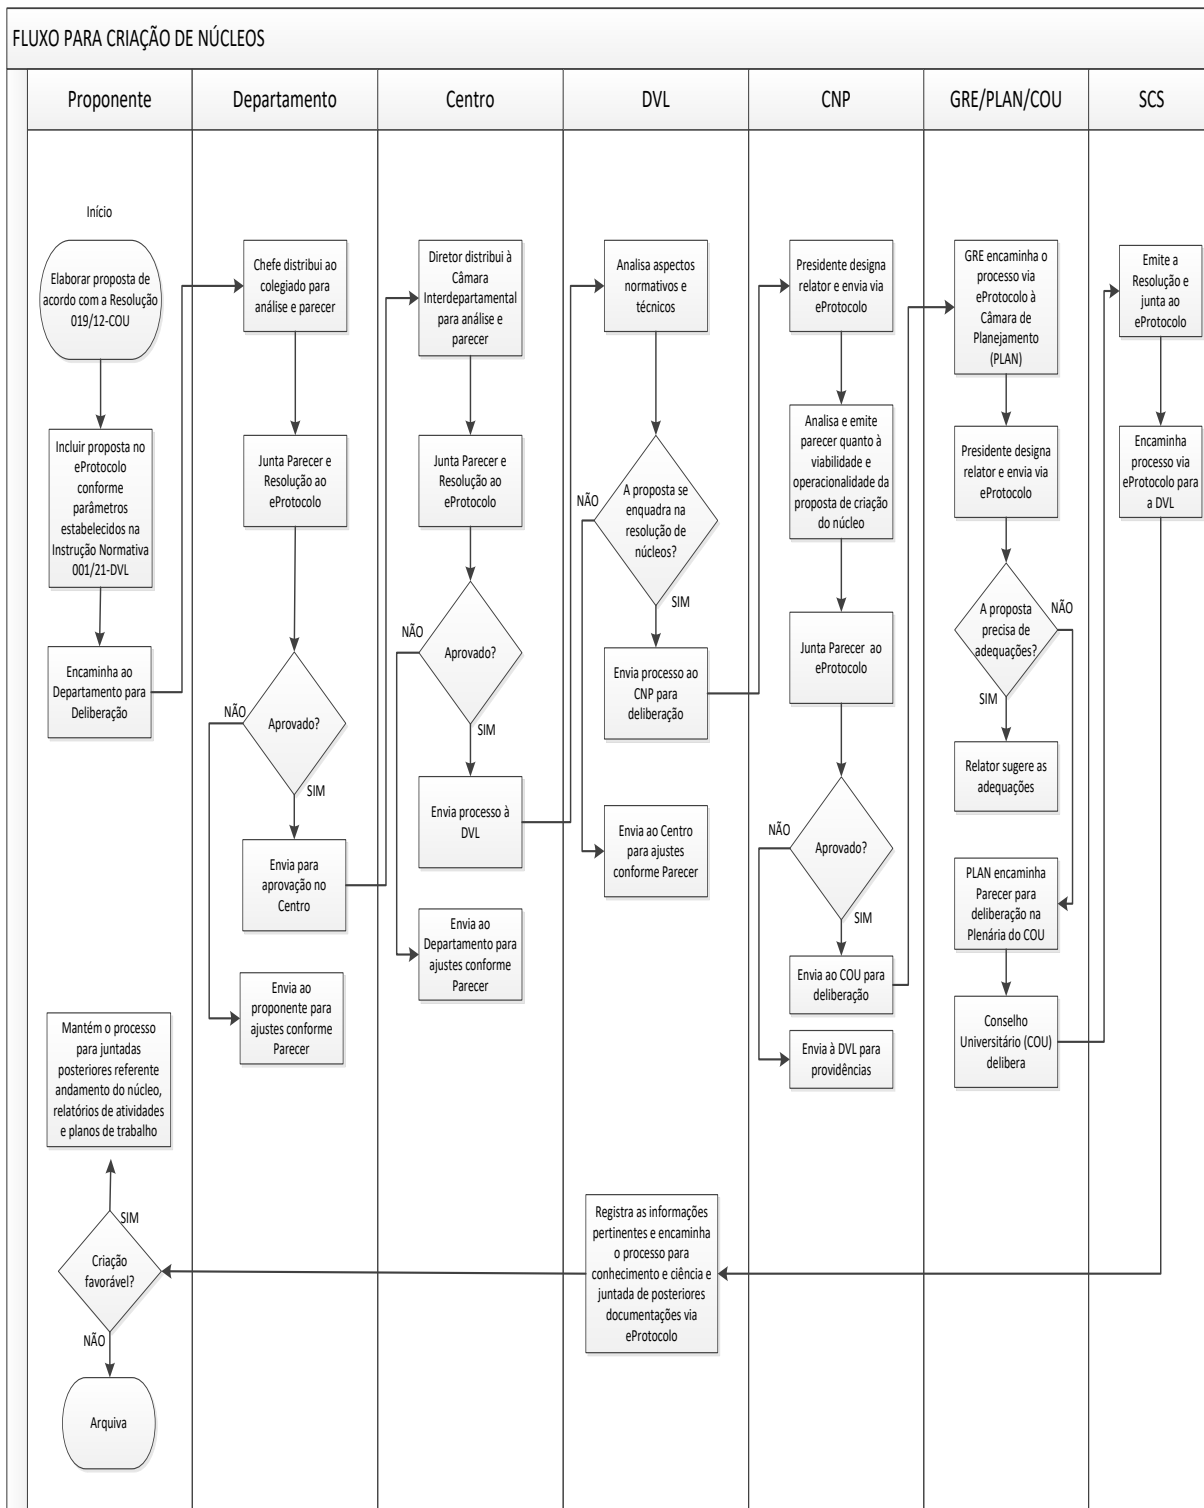 FLUXO PARA CRIAÇÃO DE NÚCLEOS
Proponente
Departamento
Centro
DVL
CNP
GRE/PLAN/COU
SCS
Início
Elaborar proposta de
acordo com a Resolução
019/12-COU
Incluir proposta no
eProtocolo
conforme
parâmetros
estabelecidos na
Instrução Normativa
001/21-DVL
Encaminha ao
Departamento para
Deliberação
Mantém o processo
para juntadas
posteriores referente
andamento do núcleo,
relatórios de atividades
e planos de trabalho
SIM
Criação
favorável?
NÃO
Arquiva
Chefe distribui ao
colegiado para
análise e parecer
Junta Parecer e
Resolução ao
eProtocolo
NÃO
Aprovado?
SIM
Envia para
aprovação no
Centro
Envia ao
proponente para
ajustes conforme
Parecer
Diretor distribui à
Câmara
Interdepartamental
para análise e
parecer
Junta Parecer e
Resolução ao
eProtocolo
NÃO
Aprovado?
SIM
Envia processo à
DVL
Envia ao
Departamento para
ajustes conforme
Parecer
Analisa aspectos
normativos e
técnicos
NÃO
A proposta se
enquadra na
resolução de
núcleos?
SIM
Envia processo ao
CNP para
deliberação
Envia ao Centro
para ajustes
conforme Parecer
Registra as informações
pertinentes e encaminha
o processo para
conhecimento e ciência e
juntada de posteriores
documentações via
eProtocolo
Presidente designa
relator e envia via
eProtocolo
Analisa e emite
parecer quanto à
viabilidade e
operacionalidade da
proposta de criação
do núcleo
Junta Parecer ao
eProtocolo
NÃO
Aprovado?
SIM
Envia ao COU para
deliberação
Envia à DVL para
providências
GRE encaminha o
processo via
eProtocolo à
Câmara de
Planejamento
(PLAN)
Presidente designa
relator e envia via
eProtocolo
A proposta
precisa de
adequações?
NÃO
SIM
Relator sugere as
adequações
PLAN encaminha
Parecer para
deliberação na
Plenária do COU
Conselho
Universitário (COU)
delibera
Emite a
Resolução e
junta ao
eProtocolo
Encaminha
processo via
eProtocolo para
a DVL